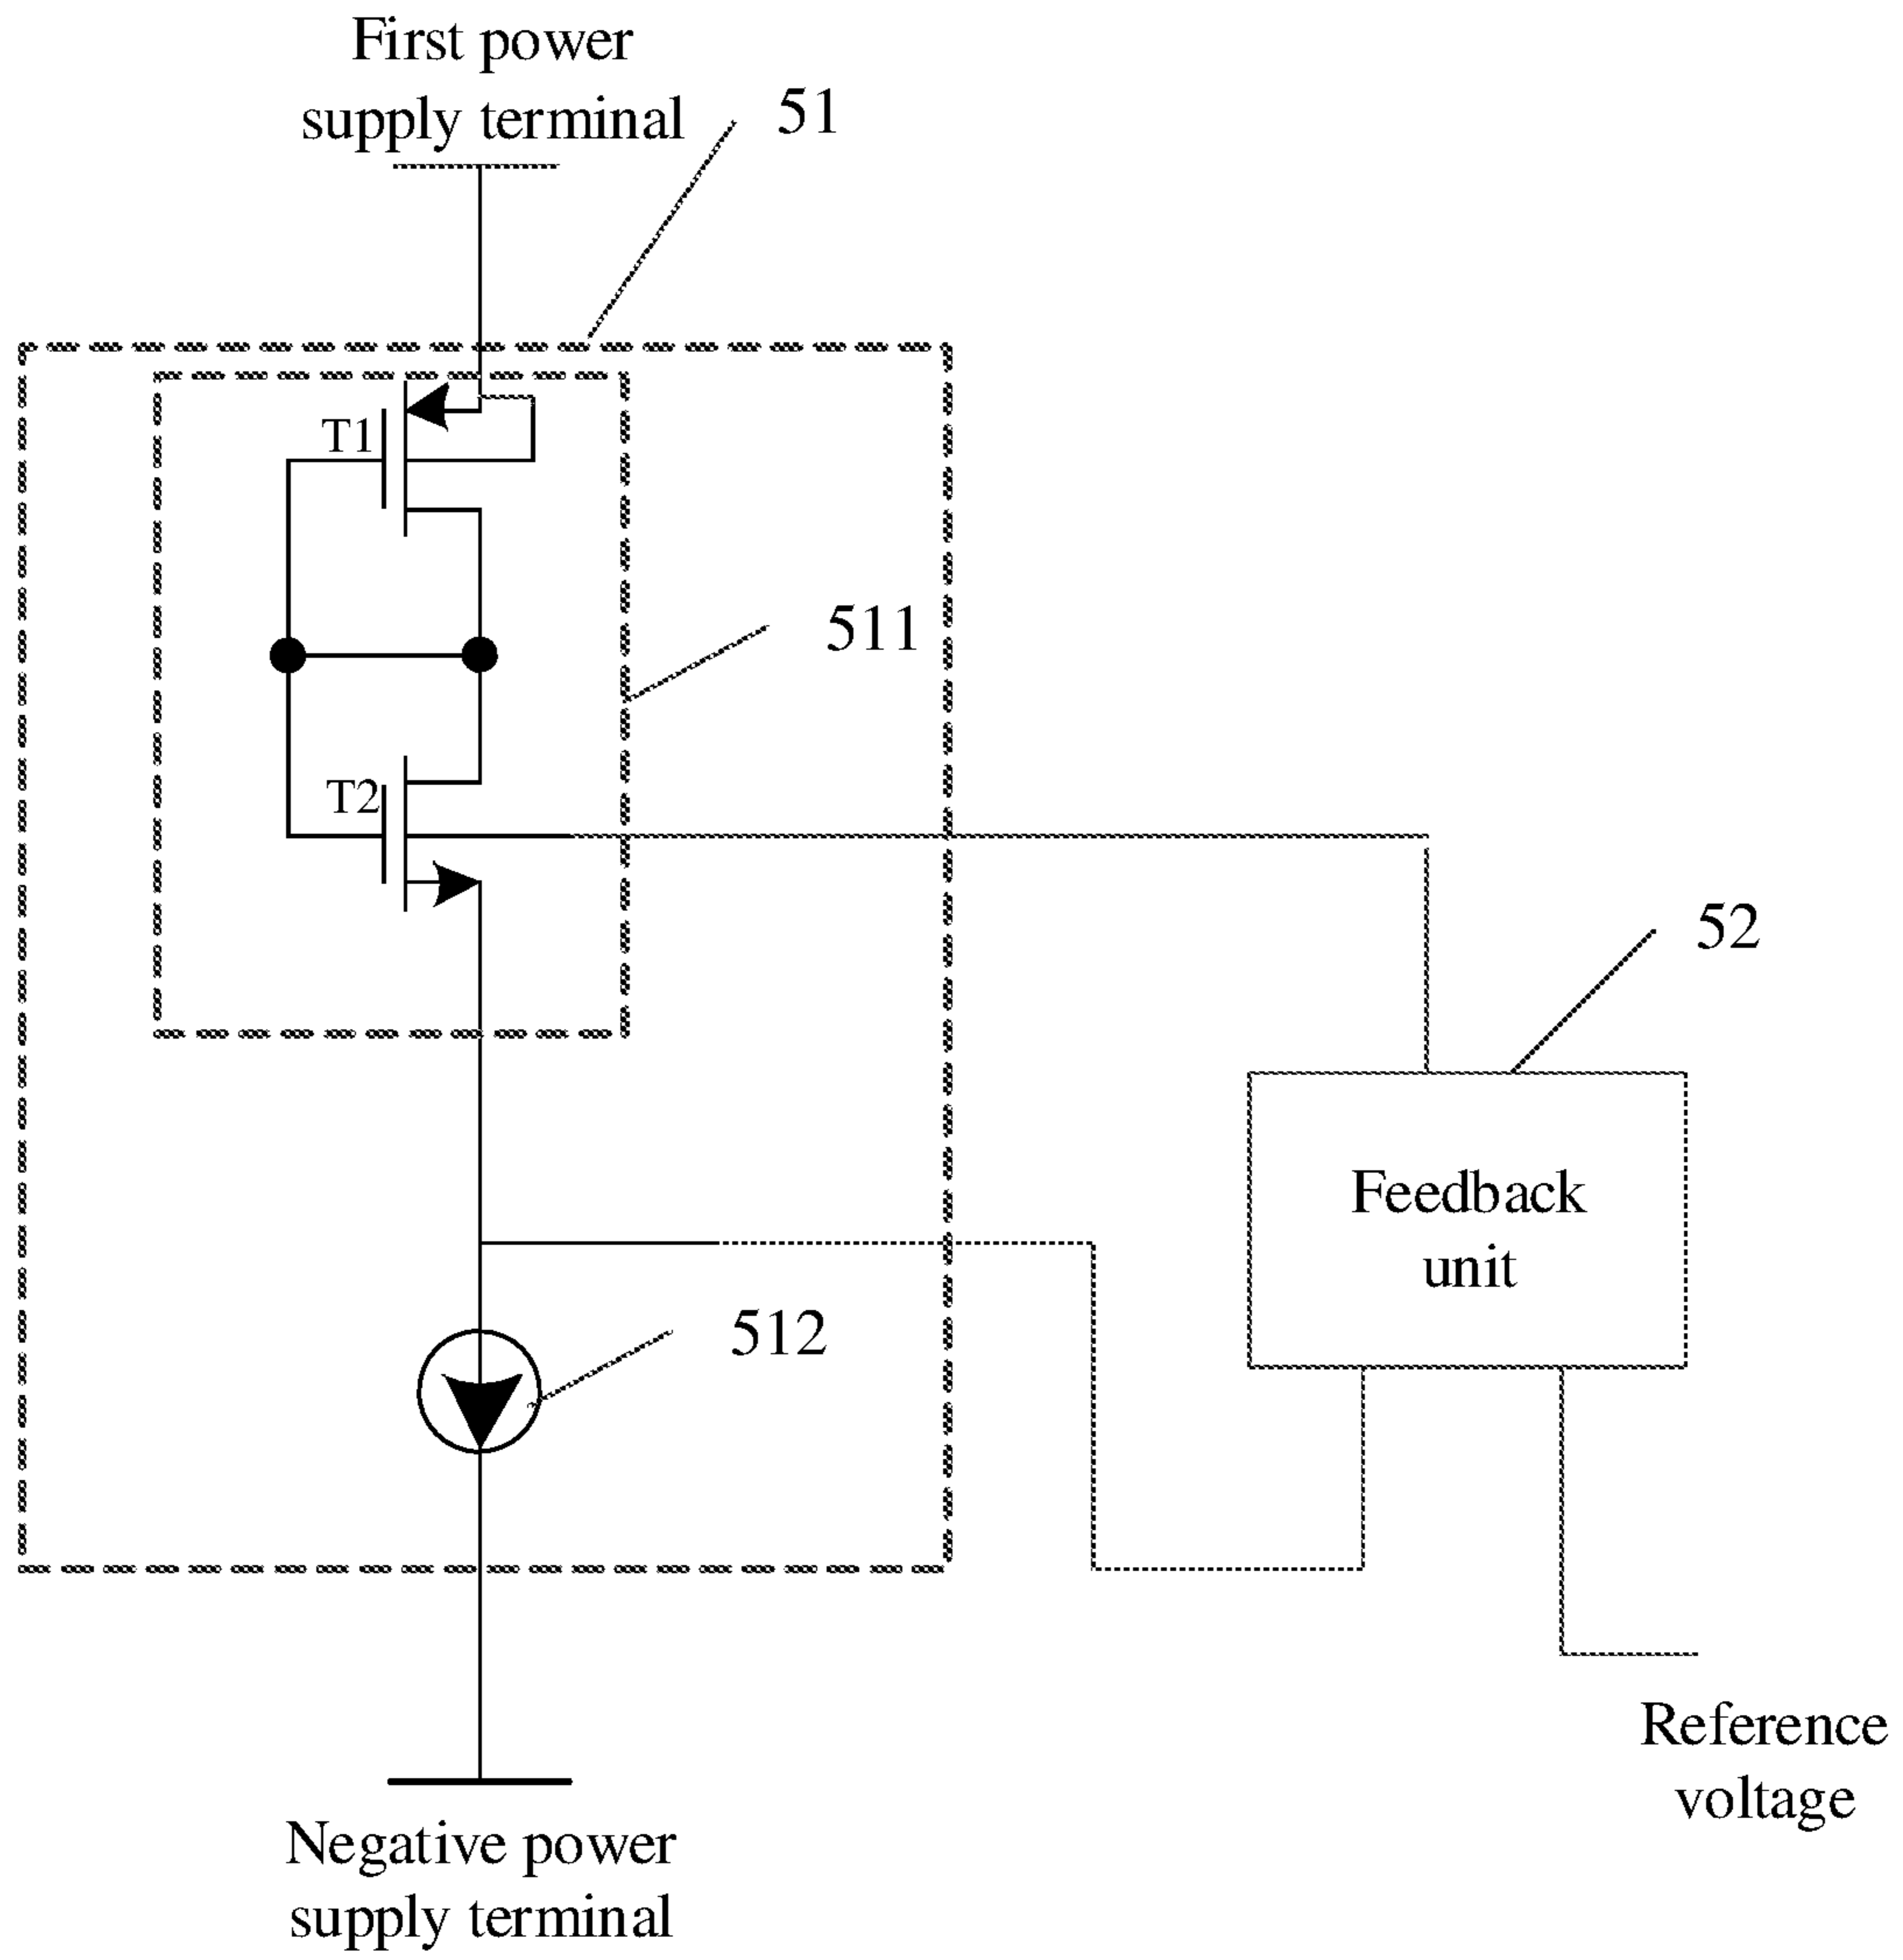 First power
supply terminal
51
T1
511
T2
52
Feedback
unit
512
Reference
voltage
Negative power
supply terminal